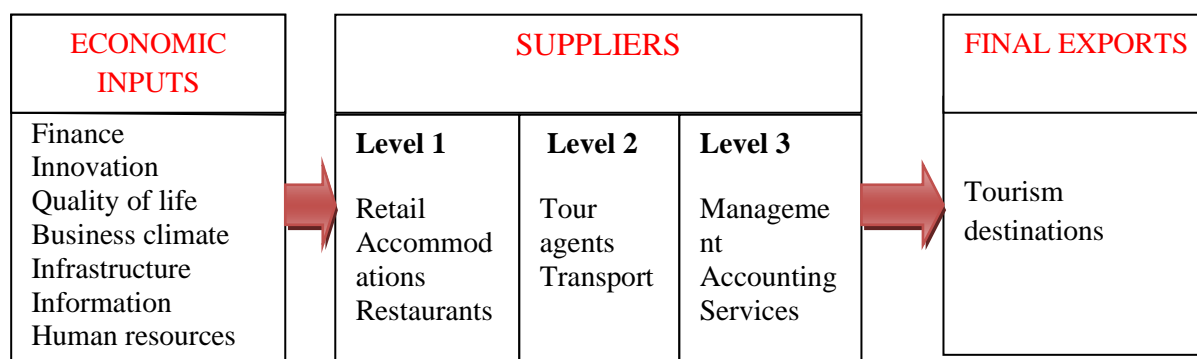 ECONOMIC
INPUTS
Finance
Innovation
Quality of life
Business climate
Infrastructure
Information
Human resources
SUPPLIERS
Level 1
Retail
Accommod
ations
Restaurants
Level 2
Tour
agents
Transport
Level 3
Manageme
nt
Accounting
Services
FINAL EXPORTS
Tourism
destinations